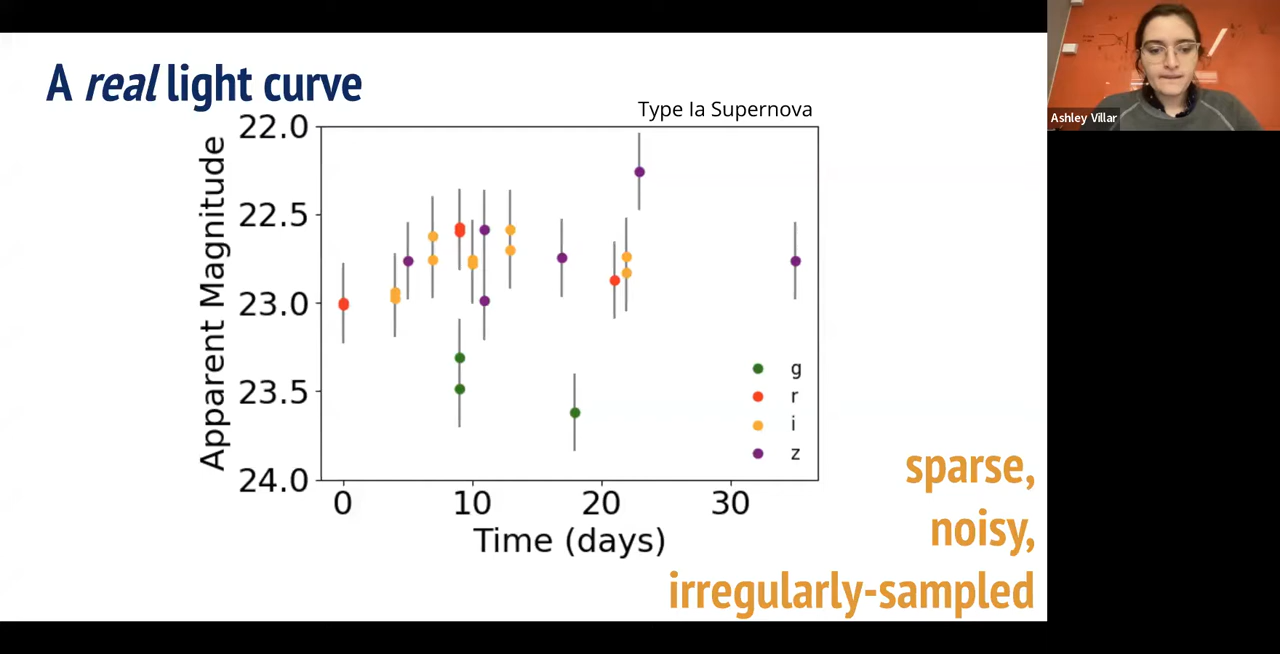 A real light curve
Type Ia Supernova
Apparent Magnitude
22.0
22.5
23.0
23.5
24.0
0 10 20 30
Time (days)
g
r
i
z
sparse,
noisy,
irregularly-sampled
Ashley Villar